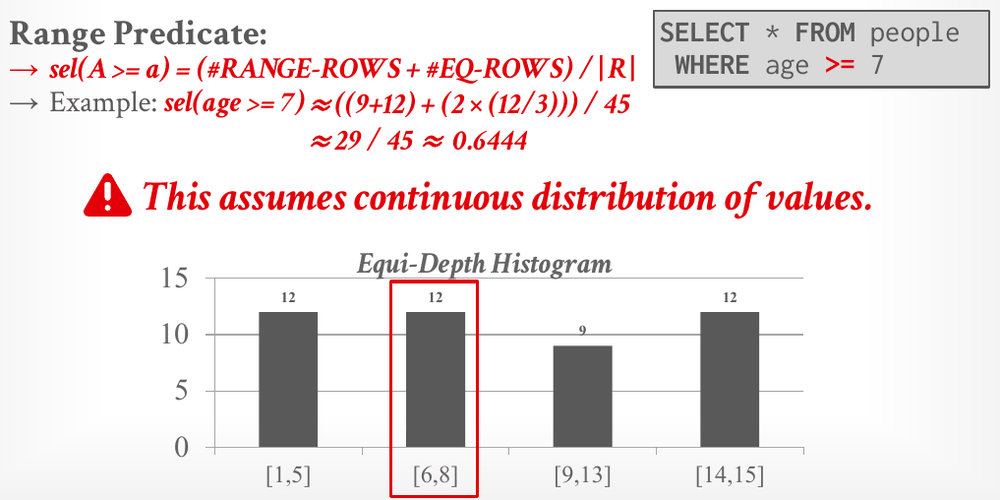 Range Predicate:
→ sel(A >= a) = (#RANGE-ROWS + #EQ-ROWS) / |R|
→ Example: sel(age >= 7) ≈ ((9+12) + (2 × (12/3))) / 45
≈ 29 / 45 ≈ 0.6444
SELECT * FROM people
WHERE age >= 7
This assumes continuous distribution of values.
Equi-Depth Histogram
15
10
5
0
12
12
9
12
[1,5]
[6,8]
[9,13]
[14,15]